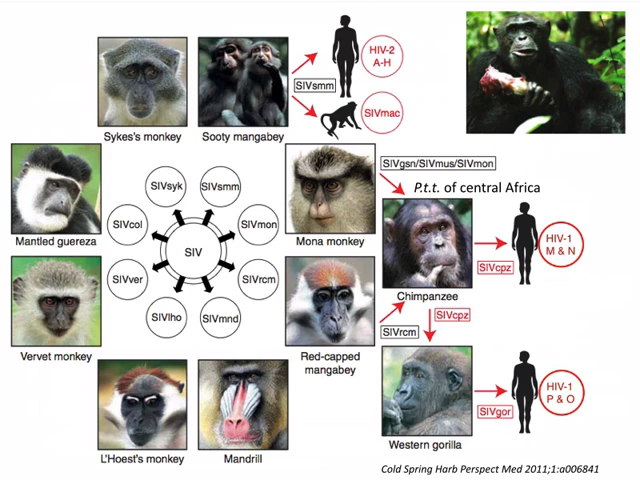 Sykes's monkey
Sooty mangabey
SIVsmm
HIV-2
A-H
SIVmac
Mantled guereza
SIVsyk
SIVsmm
SIVcol
SIVmon
SIV
SIVver
SIVrcm
SIVlho
SIVmnd
Vervet monkey
L'Hoest's monkey
Mandrill
Mona monkey
Red-capped
mangabey
SIVgsn/SIVmus/SIVmon
P.t.t. of central Africa
SIVcpz
HIV-1
M & N
Chimpanzee
SIVrcm
SIVcpz
SIVgor
HIV-1
P & O
Western gorilla
Cold Spring Harb Perspect Med 2011;1:a006841